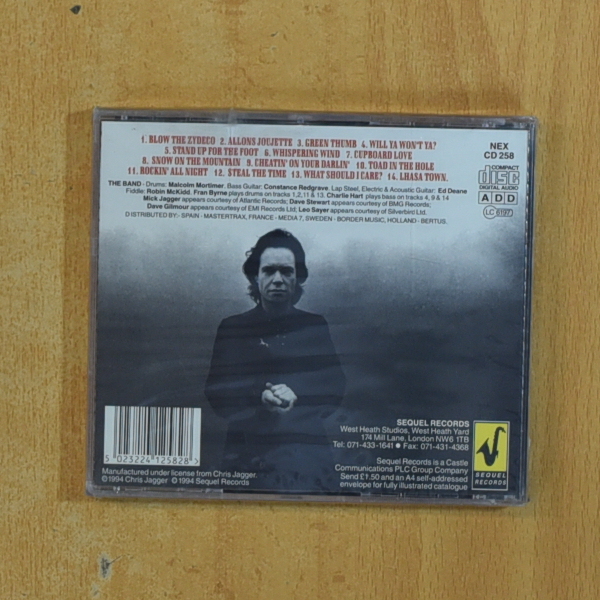 1. BLOW THE ZYDECO 2. ALLONS JOUJETTE 3. GREEN THUMB 4. WILL YA WON'T YA?
5. STAND UP FOR THE FOOT 6. WHISPERING WIND 7. CUPBOARD LOVE
8. SNOW ON THE MOUNTAIN 9. CHEATIN' ON YOUR DARLIN' 10. TOAD IN THE HOLE
11. ROCKIN' ALL NIGHT 12. STEAL THE TIME 13. WHAT SHOULD I CARE? 14. LHASA TOWN.
THE BAND - Drums: Malcolm Mortimer, Bass Guitar: Constance Redgrave, Lap Steel, Electric & Acoustic Guitar: Ed Deane
Fiddle: Robin McKidd. Fran Byrne plays drums on tracks 1,2,11 & 13. Charlie Hart plays bass on tracks 4, 9 & 14
Mick Jagger appears courtesy of Atlantic Records; Dave Stewart appears courtesy of BMG Records;
Dave Gilmour appears courtesy of EMI Records Ltd; Leo Sayer appears courtesy of Silverbird Ltd.
DISTRIBUTED BY:- SPAIN - MASTERTRAX, FRANCE - MEDIA 7, SWEDEN - BORDER MUSIC, HOLLAND - BERTUS.
NEX
CD 258
COMPACT
disc
DIGITAL AUDIO
ADD
LC 6197
5 023224 125828 >
Manufactured under license from Chris Jagger.
©1994 Chris Jagger ©1994 Sequel Records
SEQUEL RECORDS
West Heath Studios, West Heath Yard
174 Mill Lane, London NW6 1TB
Tel: 071-433-1641 ● Fax: 071-431-4368
Sequel Records is a Castle
Communications PLC Group Company
Send £1.50 and an A4 self-addressed
envelope for fully illustrated catalogue
SEQUEL
RECORDS